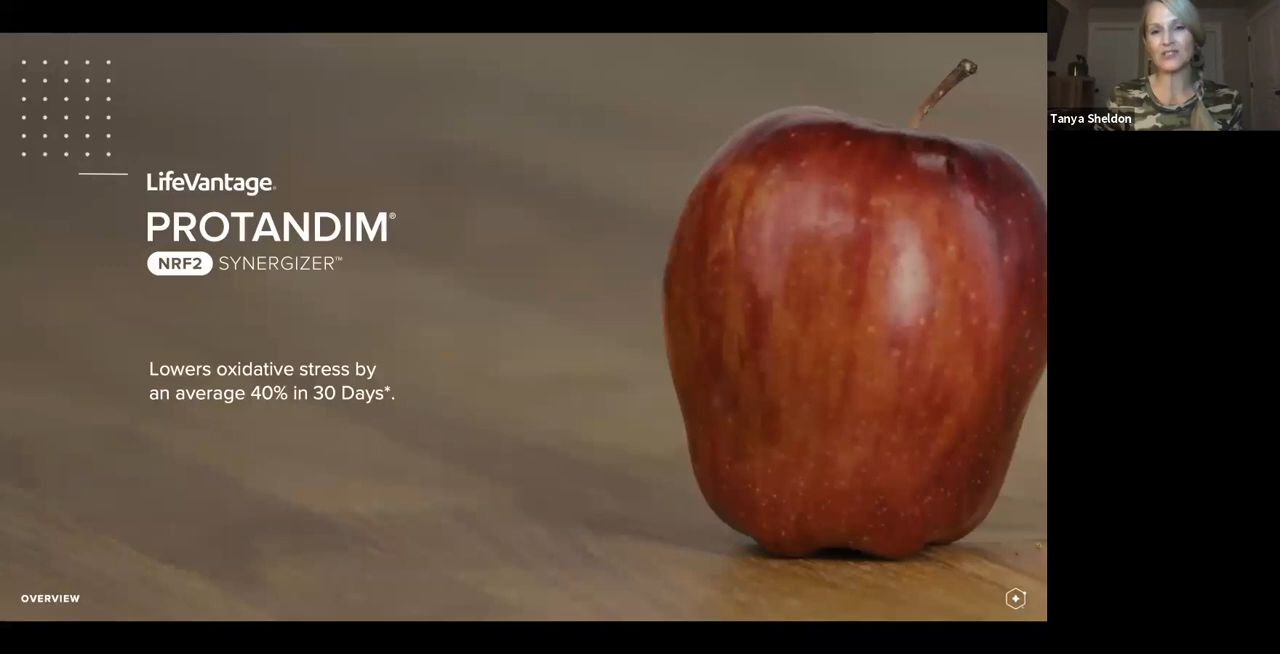 LifeVantage®
PROTANDIM®
NRF2 SYNERGIZER™
Lowers oxidative stress by
an average 40% in 30 Days*.
OVERVIEW
Tanya Sheldon